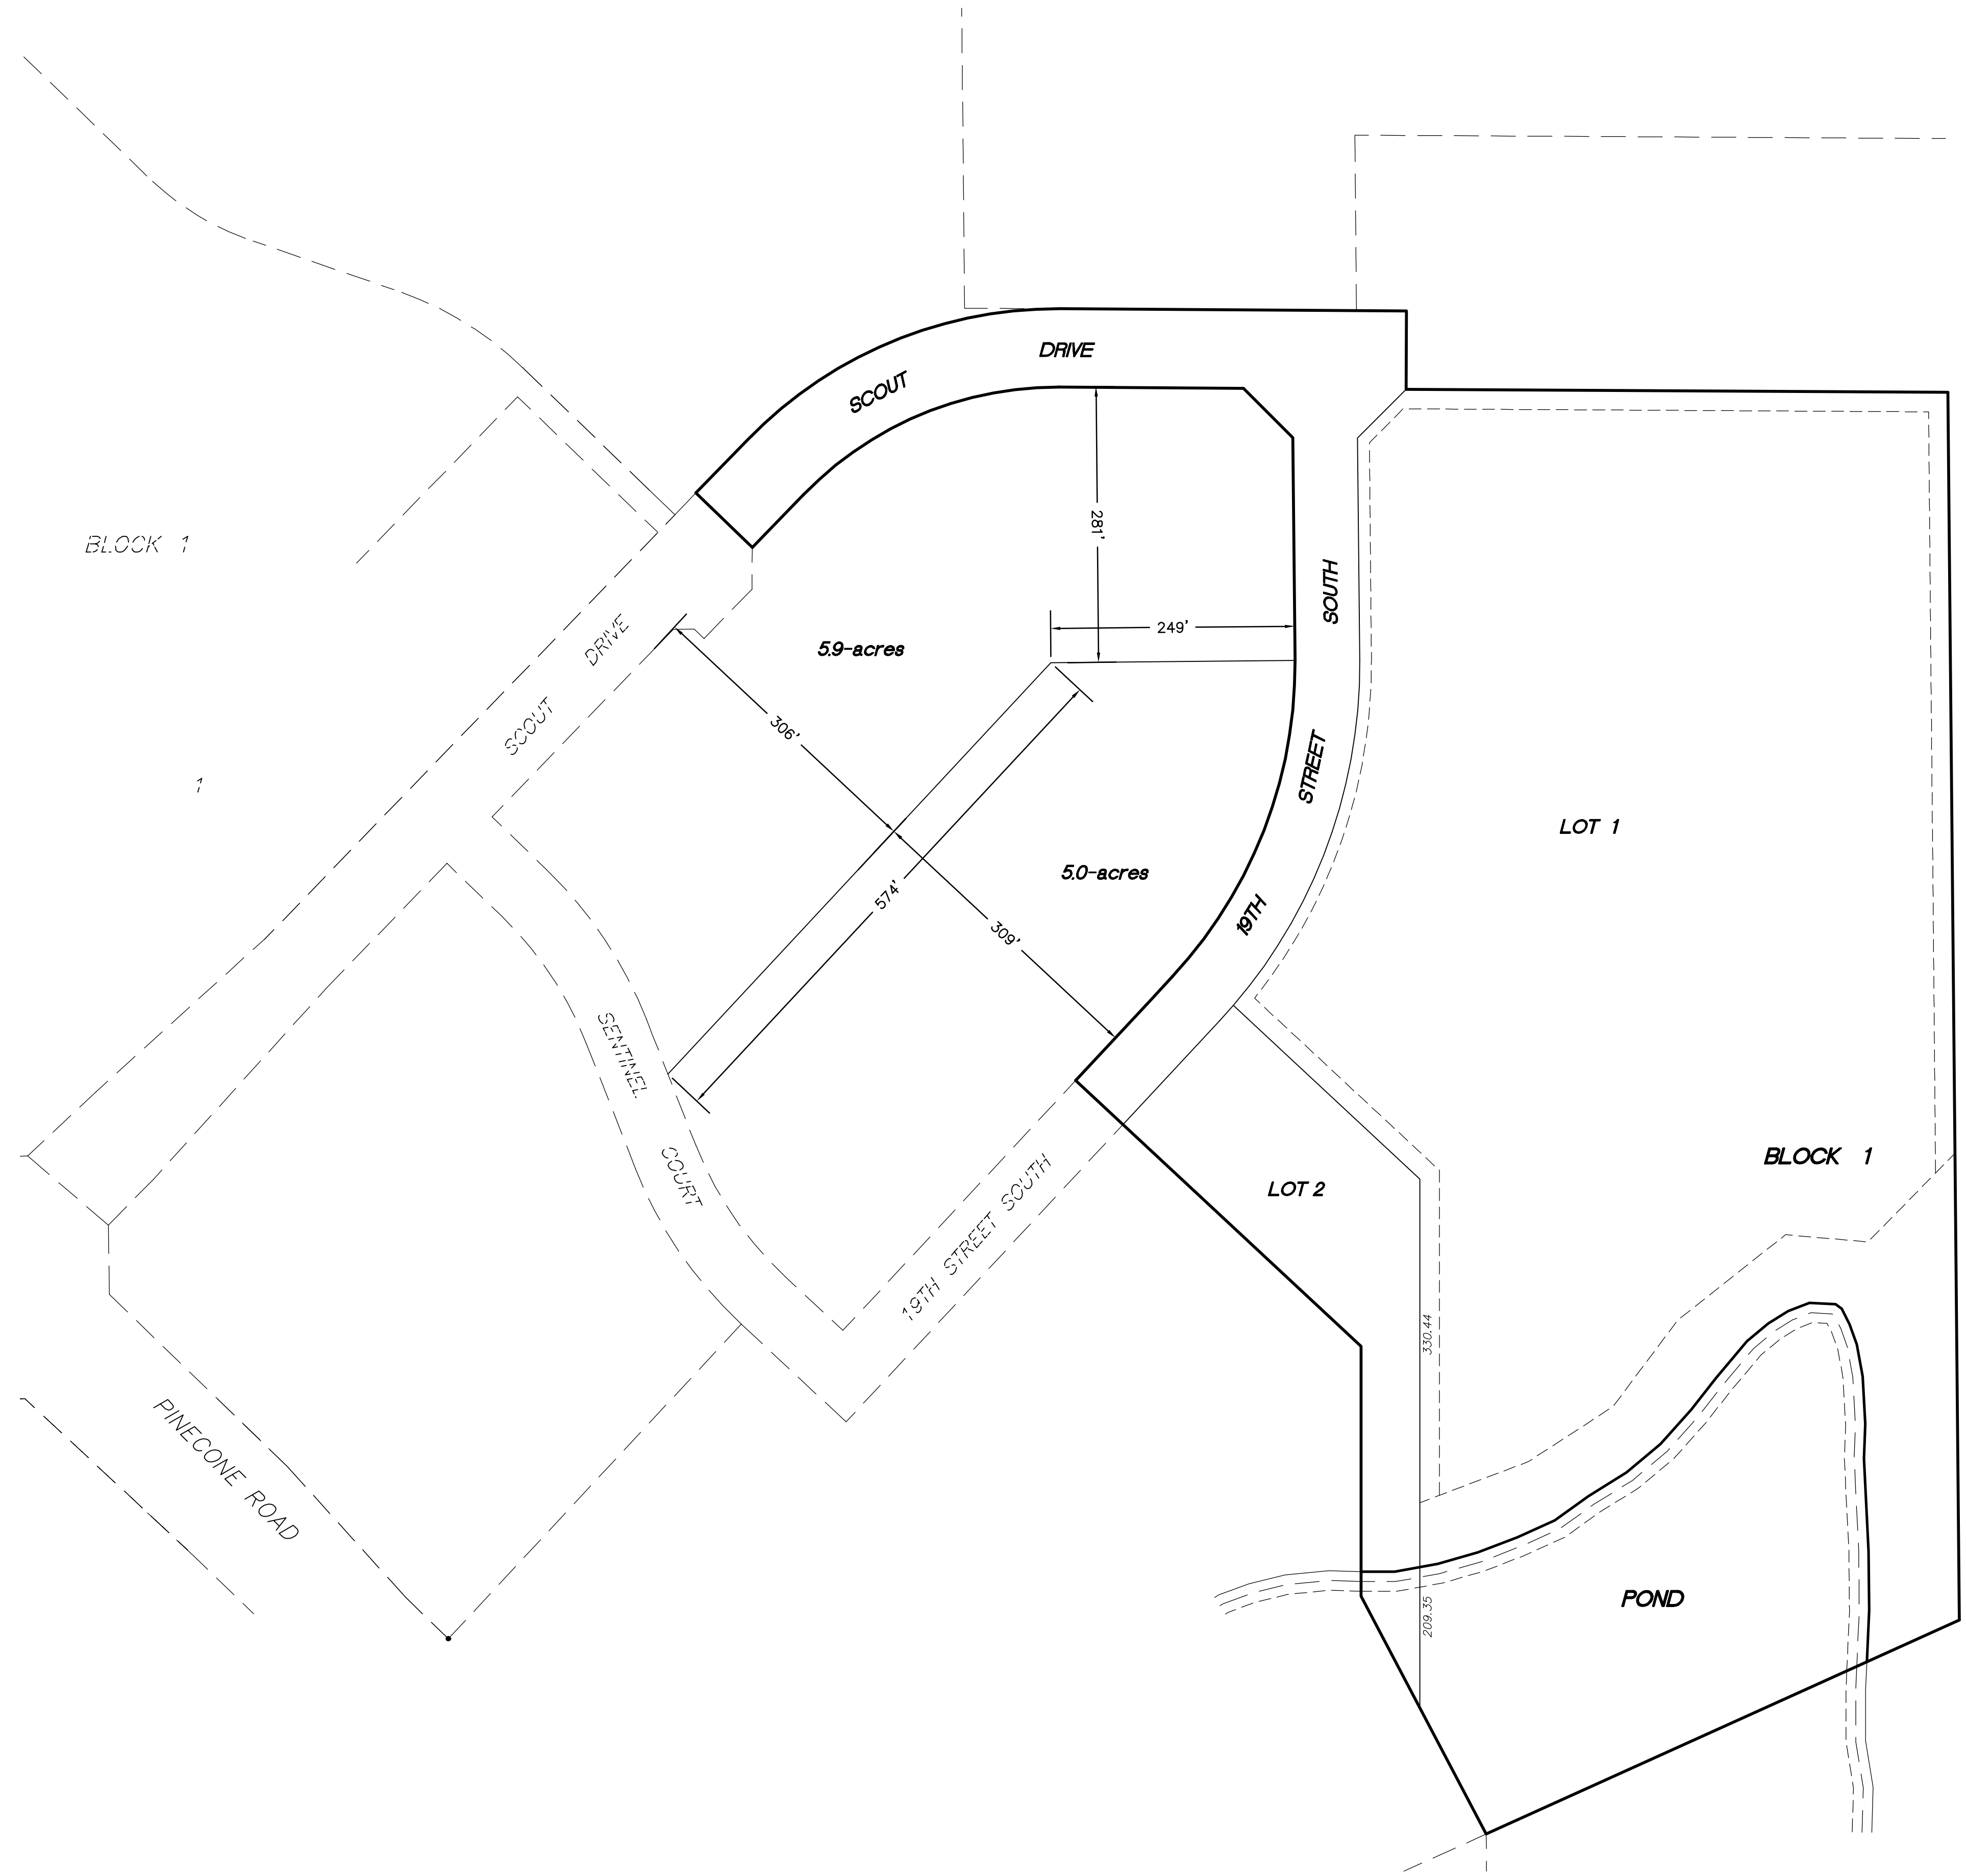 DRIVE
SCOUT
281'
BLOCK 1
SOUTH
DRIVE
249'
5.9-acres
SCOUT
306'
STREET
1
LOT 1
5.0-acres
574'
19TH
309'
SENTINEL
COURT
BLOCK 1
LOT 2
19TH STREET SOUTH
330.44
PINECONE ROAD
POND
209.35